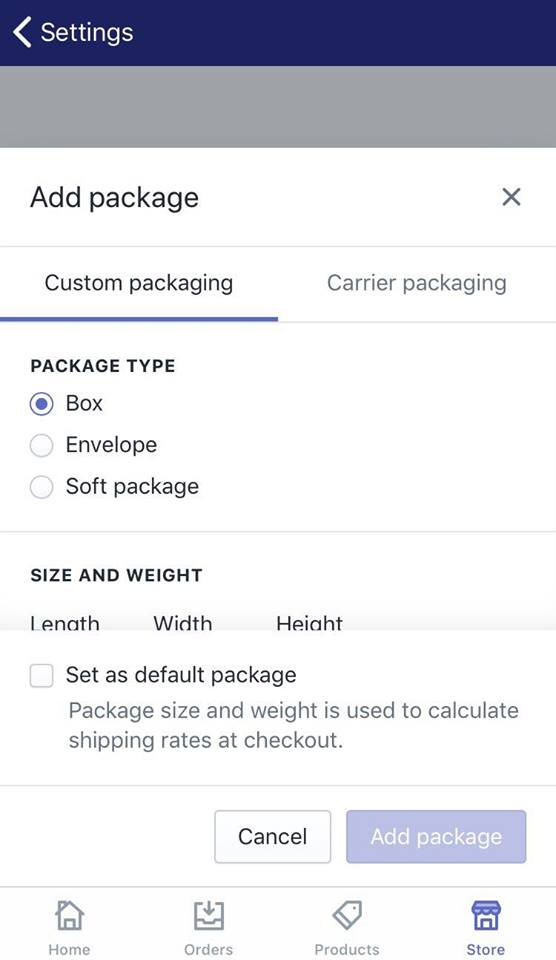 Settings
Add package
Custom packaging
Carrier packaging
PACKAGE TYPE
Box
Envelope
Soft package
SIZE AND WEIGHT
Length Width Height
Set as default package
Package size and weight is used to calculate
shipping rates at checkout.
Cancel Add package
Home Orders Products Store